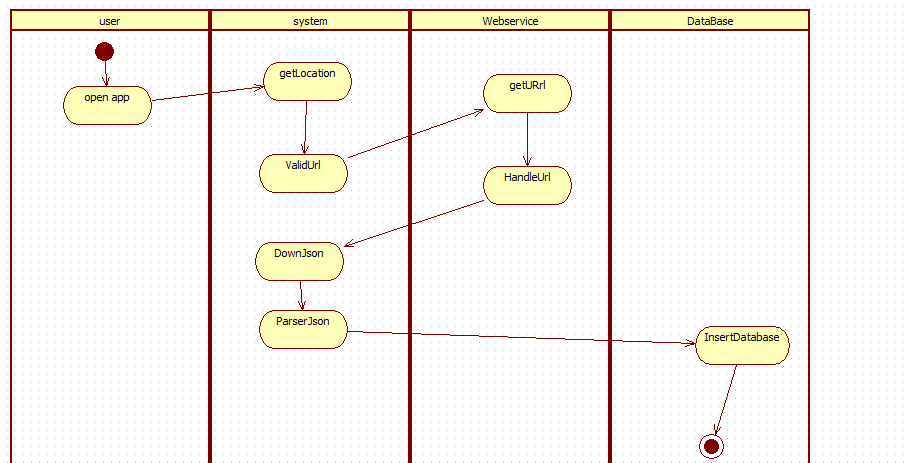 user
system
Webservice
DataBase
open app
getLocation
getURrl
ValidUrl
HandleUrl
DownJson
ParserJson
InsertDatabase